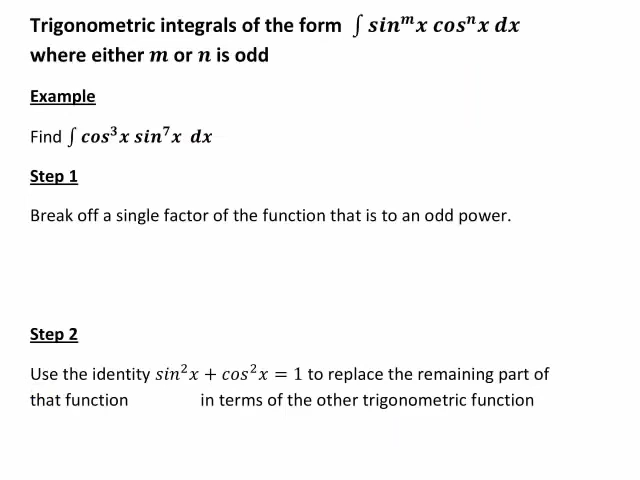 Trigonometric integrals of the form ∫ sinᵐx cosⁿx dx
where either m or n is odd
Example
Find ∫ cos³x sin⁷x dx
Step 1
Break off a single factor of the function that is to an odd power.
Step 2
Use the identity sin²x + cos²x = 1 to replace the remaining part of
that function in terms of the other trigonometric function